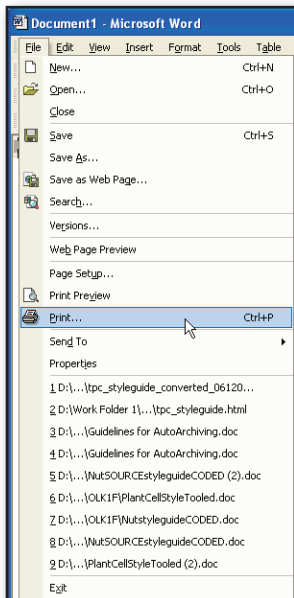 Document1 - Microsoft Word
File Edit View Insert Format Tools Table
New... Ctrl+N
Open... Ctrl+O
Close
Save Ctrl+S
Save As...
Save as Web Page...
Search...
Versions...
Web Page Preview
Page Setup...
Print Preview
Print... Ctrl+P
Send To
Properties
1 D:\...\tpc_styleguide_converted_06120...
2 D:\Work Folder 1\...\tpc_styleguide.html
3 D:\...\Guidelines for AutoArchiving.doc
4 D:\...\Guidelines for AutoArchiving.doc
5 D:\...\NutSOURCEstyleguideCODED (2).doc
6 D:\...\OLK1F\PlantCellStyleTooled.doc
7 D:\...\OLK1F\NutstyleguideCODED.doc
8 D:\...\NutSOURCEstyleguideCODED.doc
9 D:\...\PlantCellStyleTooled (2).doc
Exit